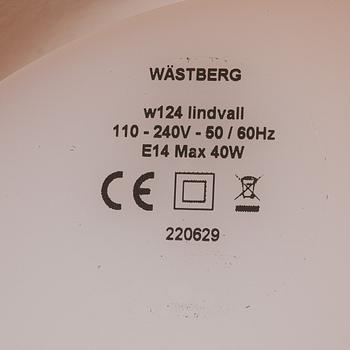 WÄSTBERG
w124 lindvall
110 - 240V - 50 / 60Hz
E14 Max 40W
CE
220629